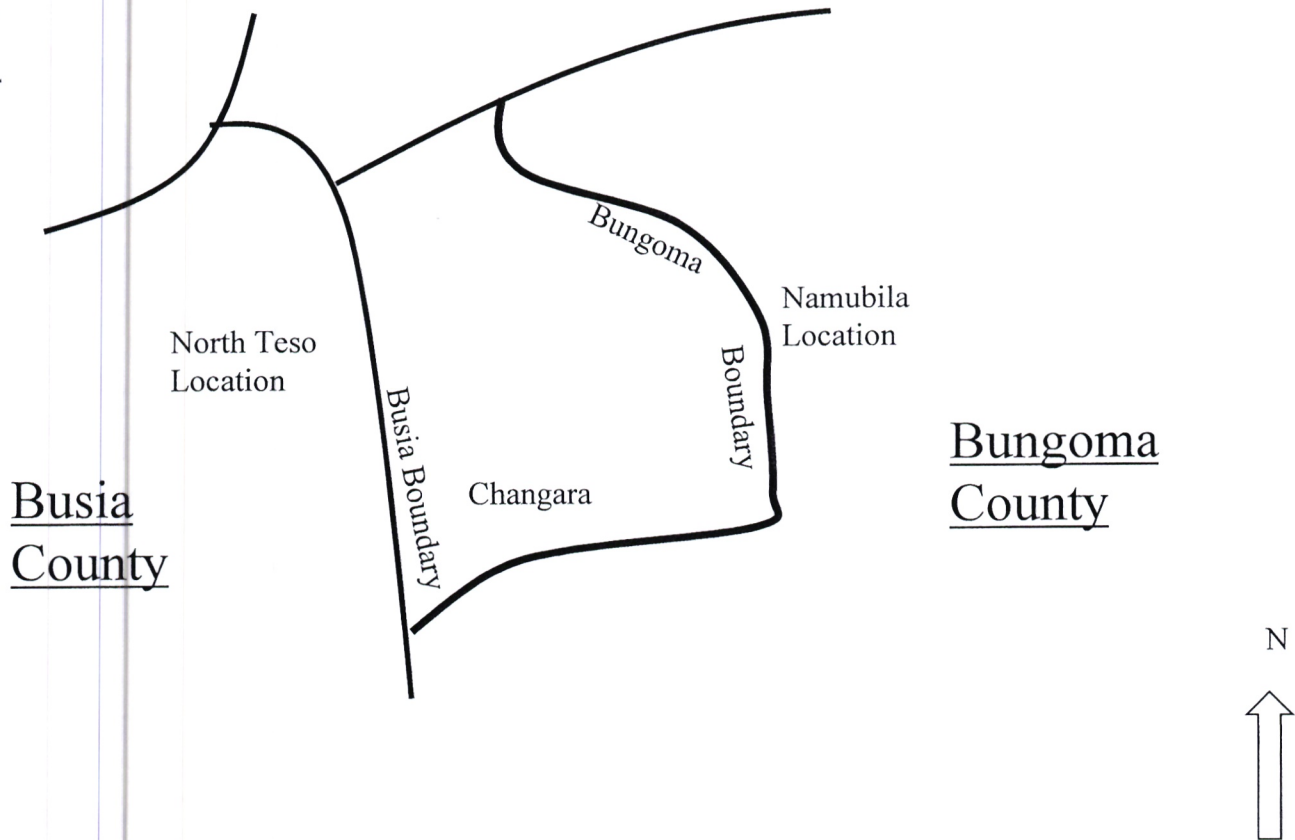 Bungoma
Namubila
Location
North Teso
Location
Boundary
Busia Boundary
Changara
Bungoma
County
Busia
County
N